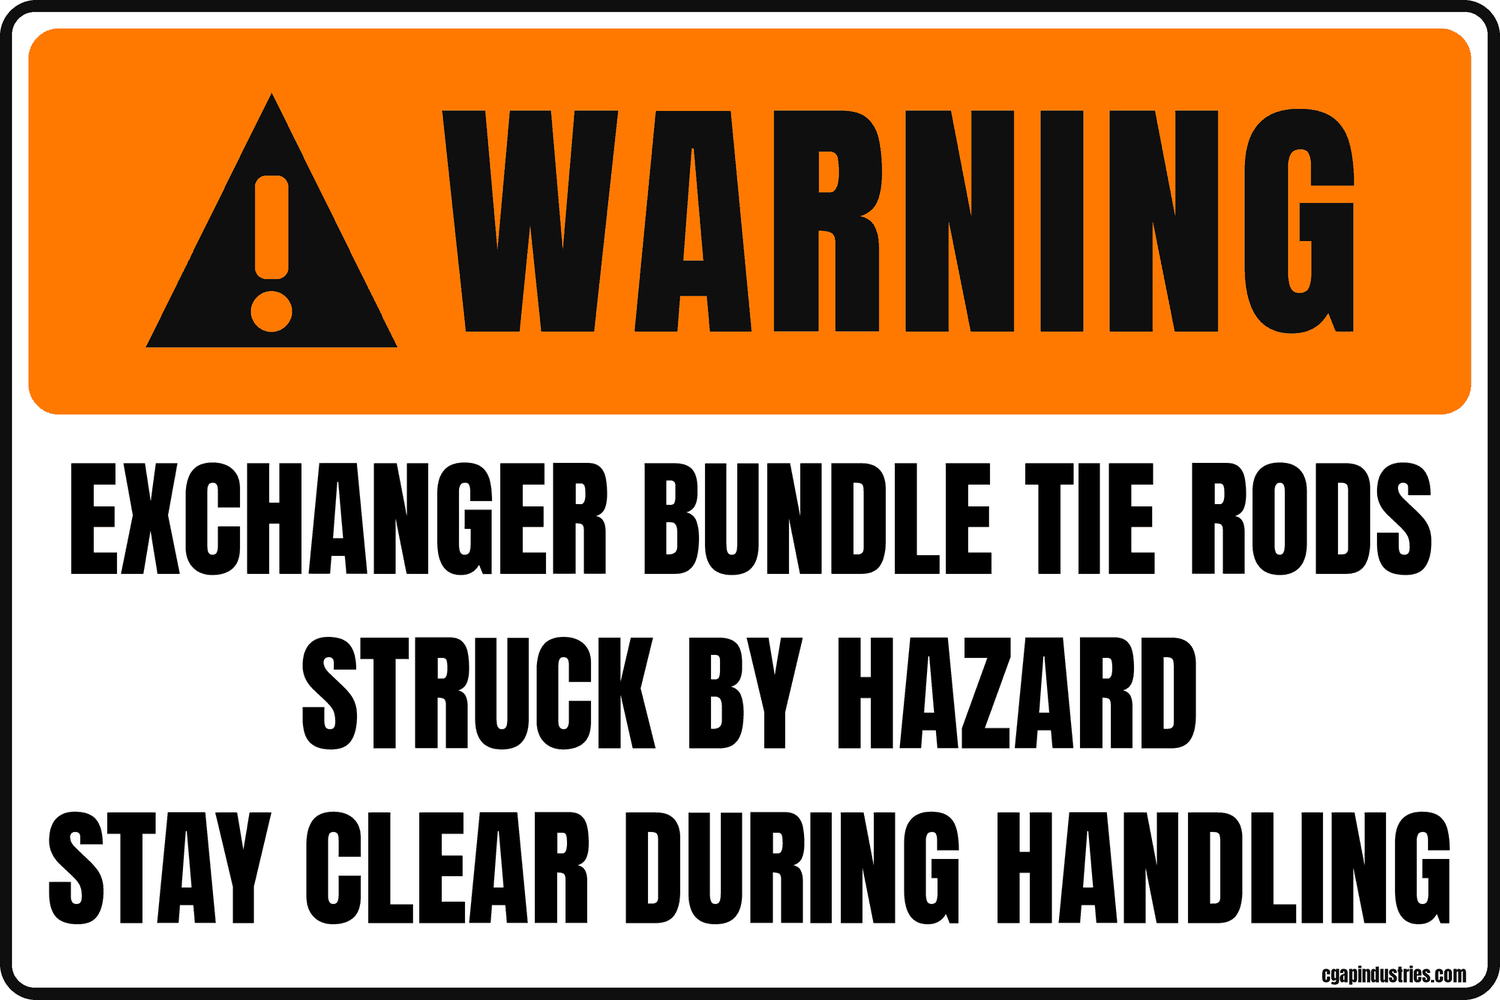 WARNING
EXCHANGER BUNDLE TIE RODS
STRUCK BY HAZARD
STAY CLEAR DURING HANDLING
cgapindustries.com